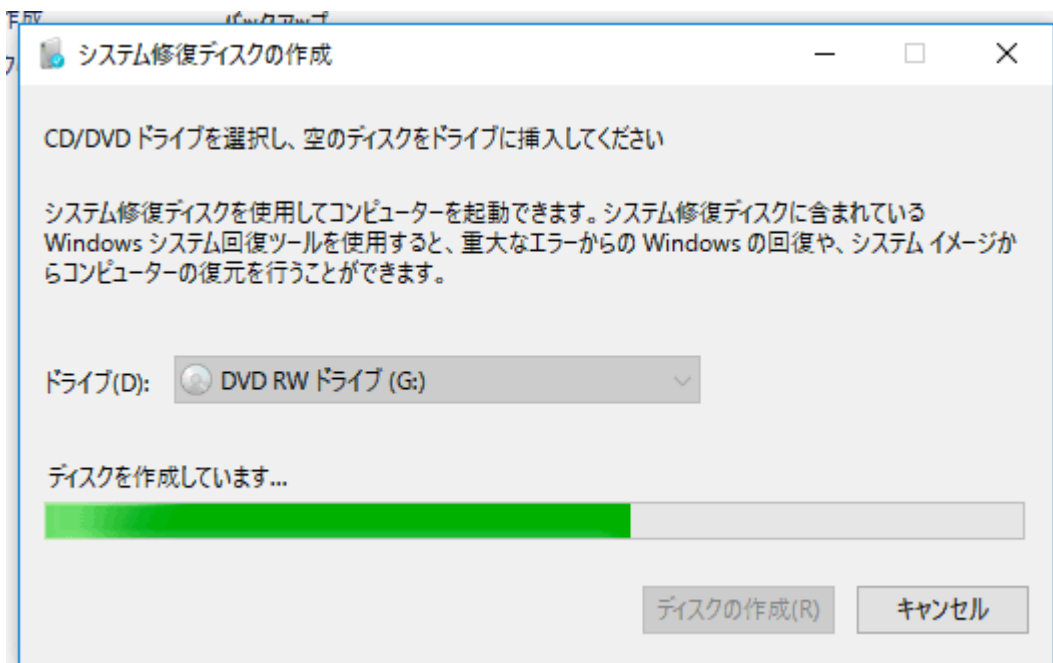 作成
バックアップ
システム修復ディスクの作成
CD/DVD ドライブを選択し、空のディスクをドライブに挿入してください
システム修復ディスクを使用してコンピューターを起動できます。システム修復ディスクに含まれている
Windows システム回復ツールを使用すると、重大なエラーからの Windows の回復や、システム イメージか
らコンピューターの復元を行うことができます。
ドライブ(D):
DVD RW ドライブ (G:)
ディスクを作成しています...
ディスクの作成(R)
キャンセル